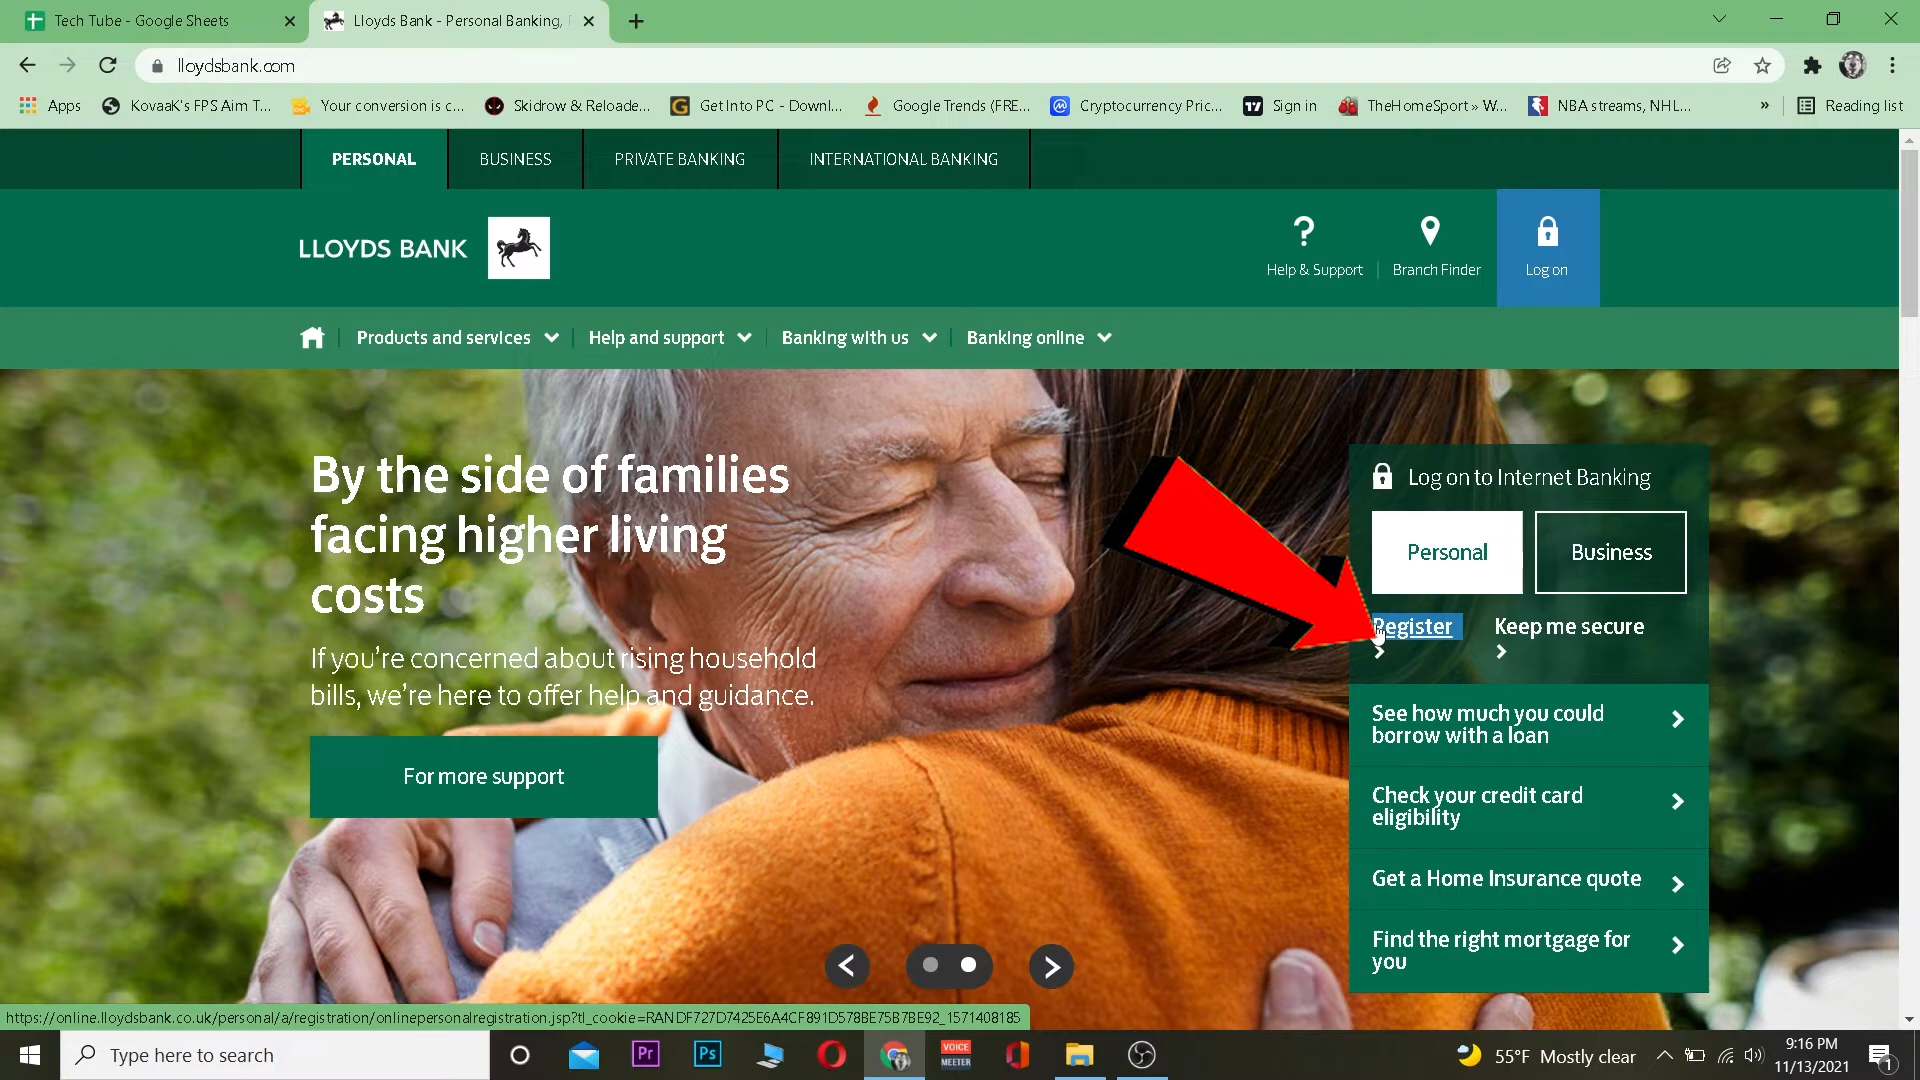 Tech Tube - Google Sheets
Lloyds Bank - Personal Banking,
lloydsbank.com
Apps
KovaaK's FPS Aim T...
Your conversion is c...
Skidrow & Reloade...
Get Into PC - Downl...
Google Trends (FRE...
Cryptocurrency Pric...
Sign in
TheHomeSport » W...
NBA streams, NHL...
»
Reading list
PERSONAL
BUSINESS
PRIVATE BANKING
INTERNATIONAL BANKING
LLOYDS BANK
Help & Support
Branch Finder
Log on
Products and services
Help and support
Banking with us
Banking online
By the side of families
facing higher living
costs
If you're concerned about rising household
bills, we're here to offer help and guidance.
For more support
Log on to Internet Banking
Personal
Business
Register
Keep me secure
See how much you could
borrow with a loan
Check your credit card
eligibility
Get a Home Insurance quote
Find the right mortgage for
you
https://online.lloydsbank.co.uk/personal/a/registration/onlinepersonalregistration.jsp?tl_cookie=RANDF727D7425E6A4CF891D578BE75B7BE92_1571408185
Type here to search
Pr
Ps
VOICE
MEETER
55°F Mostly clear
9:16 PM
11/13/2021
1